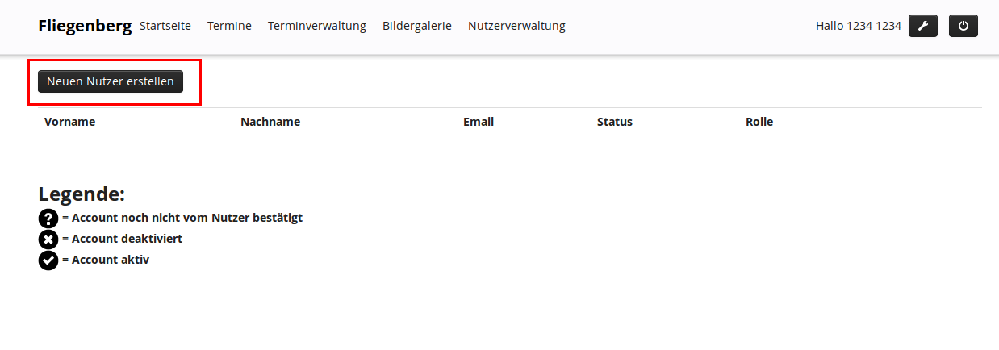 Fliegenberg Startseite Termine Terminverwaltung Bildergalerie Nutzerverwaltung Hallo 1234 1234
Neuen Nutzer erstellen
Vorname Nachname Email Status Rolle
Legende:
? = Account noch nicht vom Nutzer bestätigt
= Account deaktiviert
= Account aktiv